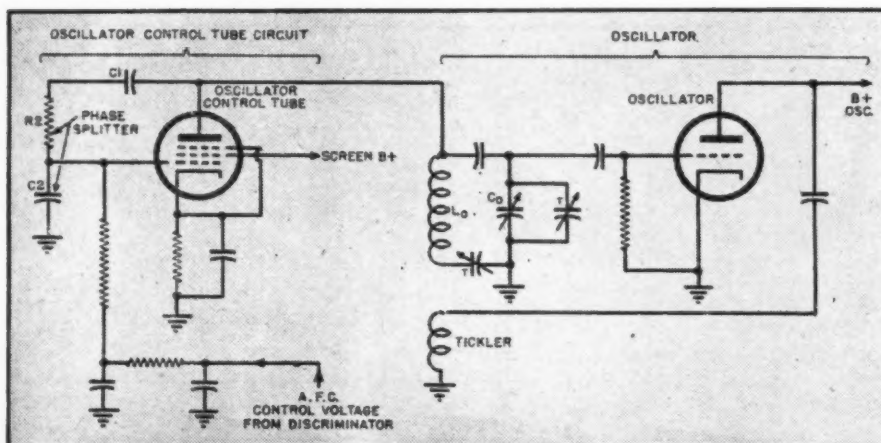 OSCILLATOR CONTROL TUBE CIRCUIT
OSCILLATOR
C1
OSCILLATOR
CONTROL TUBE
OSCILLATOR
B+
OSC.
R2
PHASE
SPLITTER
SCREEN B+
C2
Lo
Co
T
T
TICKLER
A.F.C.
CONTROL VOLTAGE
FROM DISCRIMINATOR